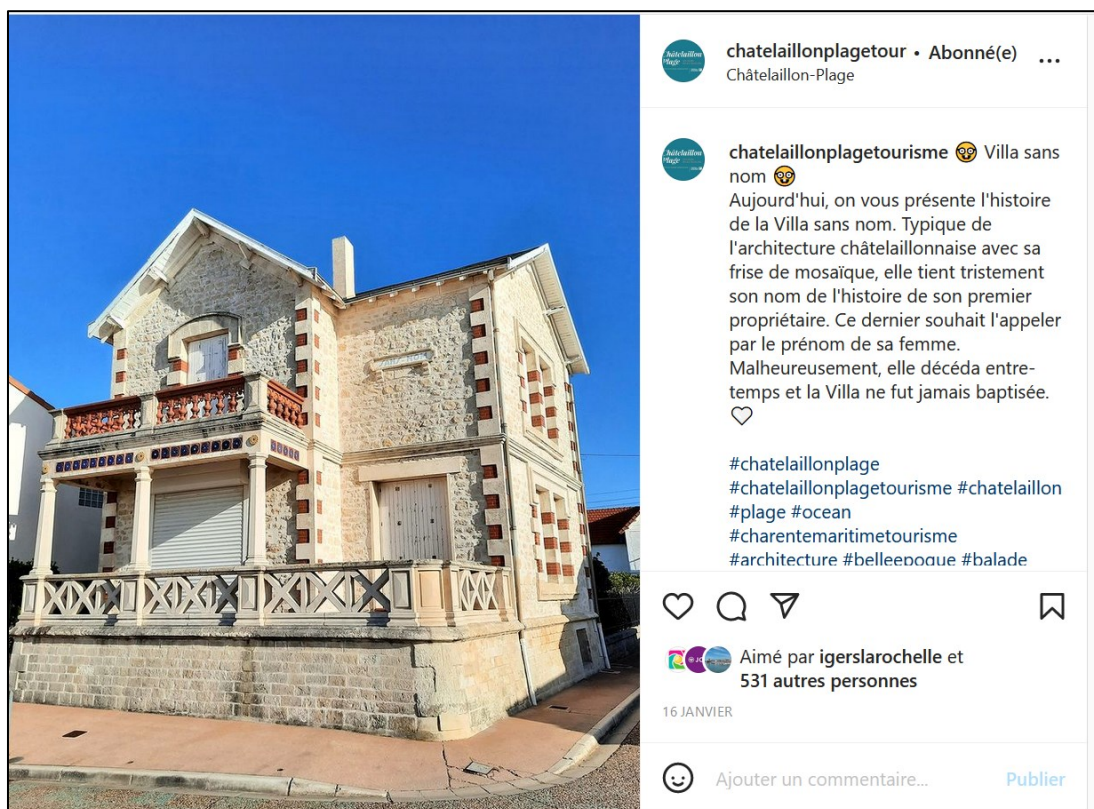 chatelaillonplagetour • Abonné(e)
Châtelaillon-Plage
Châtelaillon
Plage
chatelaillonplagetourisme 🤓 Villa sans
nom 🤓
Aujourd'hui, on vous présente l'histoire
de la Villa sans nom. Typique de
l'architecture châtelaillonnaise avec sa
frise de mosaïque, elle tient tristement
son nom de l'histoire de son premier
propriétaire. Ce dernier souhait l'appeler
par le prénom de sa femme.
Malheureusement, elle décéda entre-
temps et la Villa ne fut jamais baptisée.
🤍
#chatelaillonplage
#chatelaillonplagetourisme #chatelaillon
#plage #ocean
#charentemaritimetourisme
#architecture #belleepoque #balade
Aimé par igerslarochelle et
531 autres personnes
16 JANVIER
Ajouter un commentaire... Publier